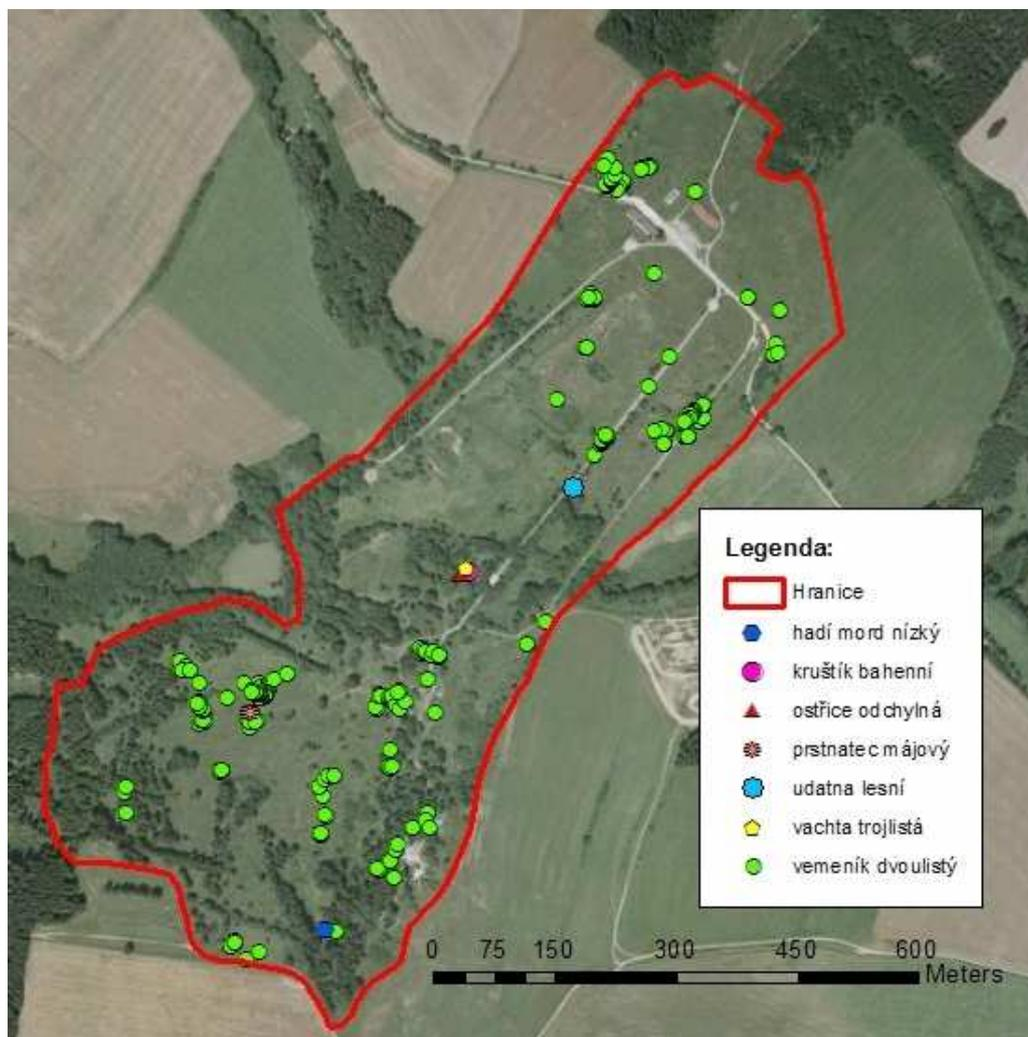 Legenda:
Hranice
hadí mord nízký
kruštík bahenní
ostřice odchylná
prstnatec májový
udatna lesní
vachta trojlistá
vemeník dvoulistý
0 75 150 300 450 600
Meters